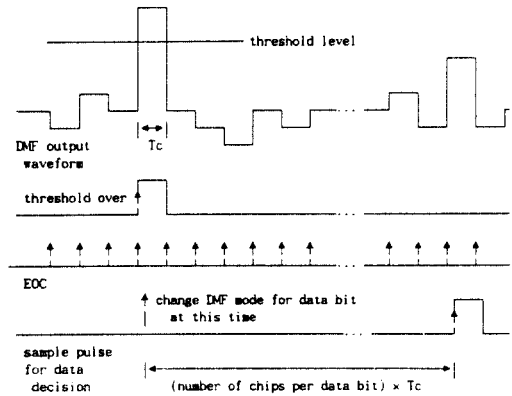 threshold level
DMF output
waveform
Tc
threshold over
EOC
change DMF mode for data bit
at this time
sample pulse
for data
decision
(number of chips per data bit) × Tc